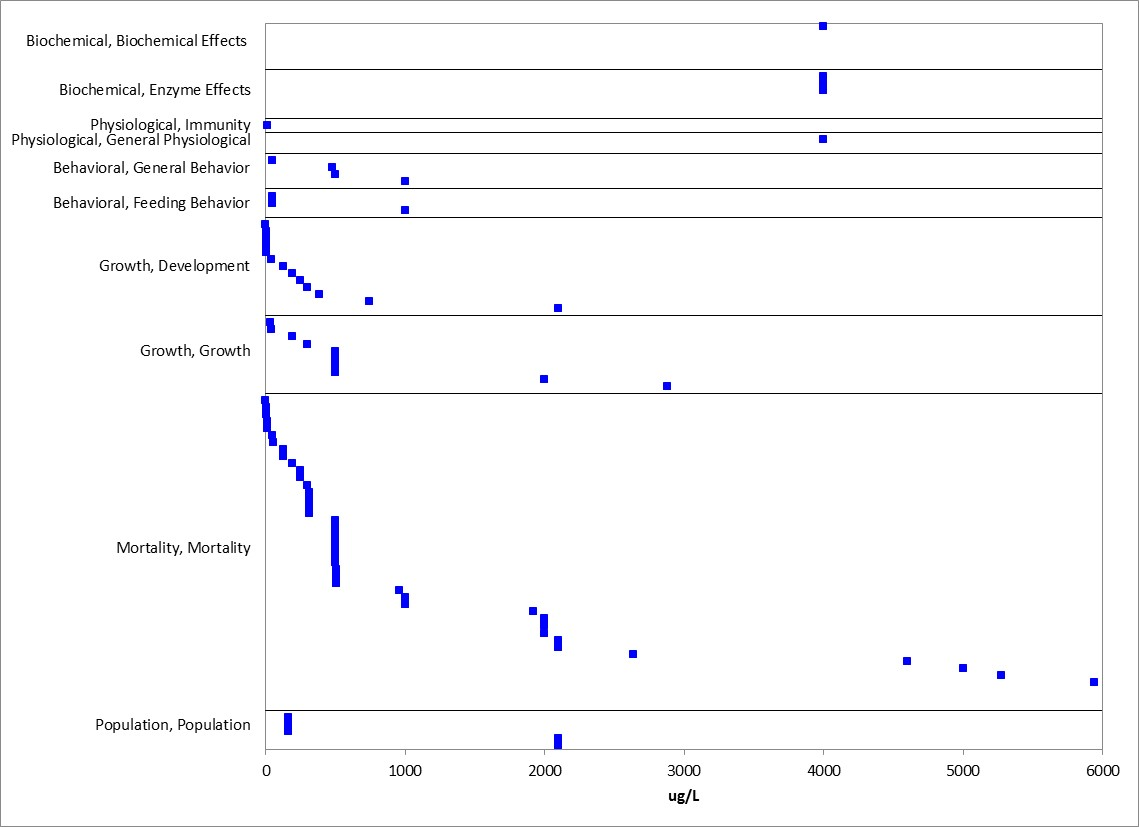 Biochemical, Biochemical Effects
Biochemical, Enzyme Effects
Physiological, Immunity
Physiological, General Physiological
Behavioral, General Behavior
Behavioral, Feeding Behavior
Growth, Development
Growth, Growth
Mortality, Mortality
Population, Population
0 1000 2000 3000 4000 5000 6000
ug/L